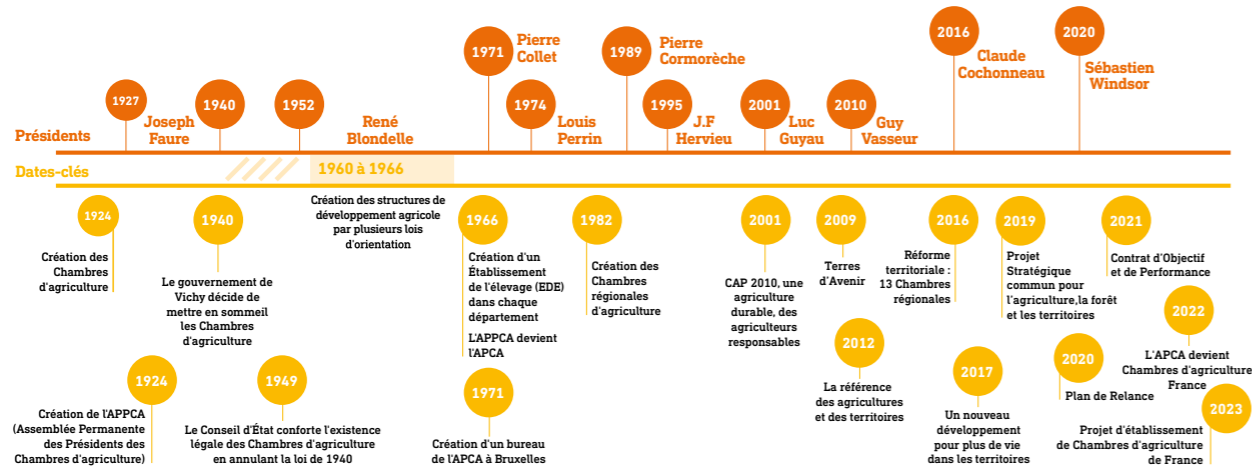 1927
Joseph
Faure
1940
1952
René
Blondelle
1971
Pierre
Collet
1974
Louis
Perrin
1989
Pierre
Cormorèche
1995
J.F
Hervieu
2001
Luc
Guyau
2010
Guy
Vasseur
2016
Claude
Cochonneau
2020
Sébastien
Windsor
Présidents
Dates-clés
1960 à 1966
Création des structures de
développement agricole
par plusieurs lois
d'orientation
1924
Création des
Chambres
d'agriculture
1940
Le gouvernement de
Vichy décide de
mettre en sommeil
les Chambres
d'agriculture
1966
Création d'un
Établissement
de l'élevage (EDE)
dans chaque
département
L'APPCA devient
l'APCA
1982
Création des
Chambres
régionales
d'agriculture
2001
CAP 2010, une
agriculture
durable, des
agriculteurs
responsables
2009
Terres
d'Avenir
2016
Réforme
territoriale :
13 Chambres
régionales
2019
Projet
Stratégique
commun pour
l'agriculture,la forêt
et les territoires
2021
Contrat d'Objectif
et de Performance
2022
L'APCA devient
Chambres d'agriculture
France
1924
Création de l'APPCA
(Assemblée Permanente
des Présidents des
Chambres d'agriculture)
1949
Le Conseil d'État conforte l'existence
légale des Chambres d'agriculture
en annulant la loi de 1940
1971
Création d'un bureau
de l'APCA à Bruxelles
2012
La référence
des agricultures
et des territoires
2017
Un nouveau
développement
pour plus de vie
dans les territoires
2020
Plan de Relance
2023
Projet d'établissement
de Chambres d'agriculture
de France